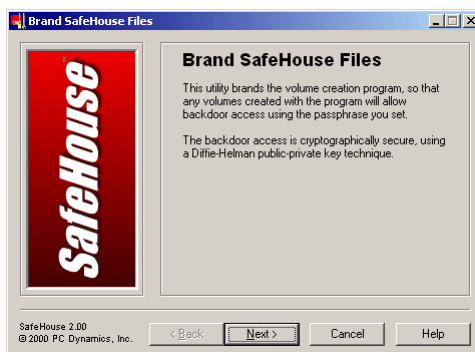 Brand SafeHouse Files
SafeHouse
Brand SafeHouse Files
This utility brands the volume creation program, so that
any volumes created with the program will allow
backdoor access using the passphrase you set.
The backdoor access is cryptographically secure, using
a Diffie-Helman public-private key technique.
SafeHouse 2.00
© 2000 PC Dynamics, Inc.
< Back
Next >
Cancel
Help